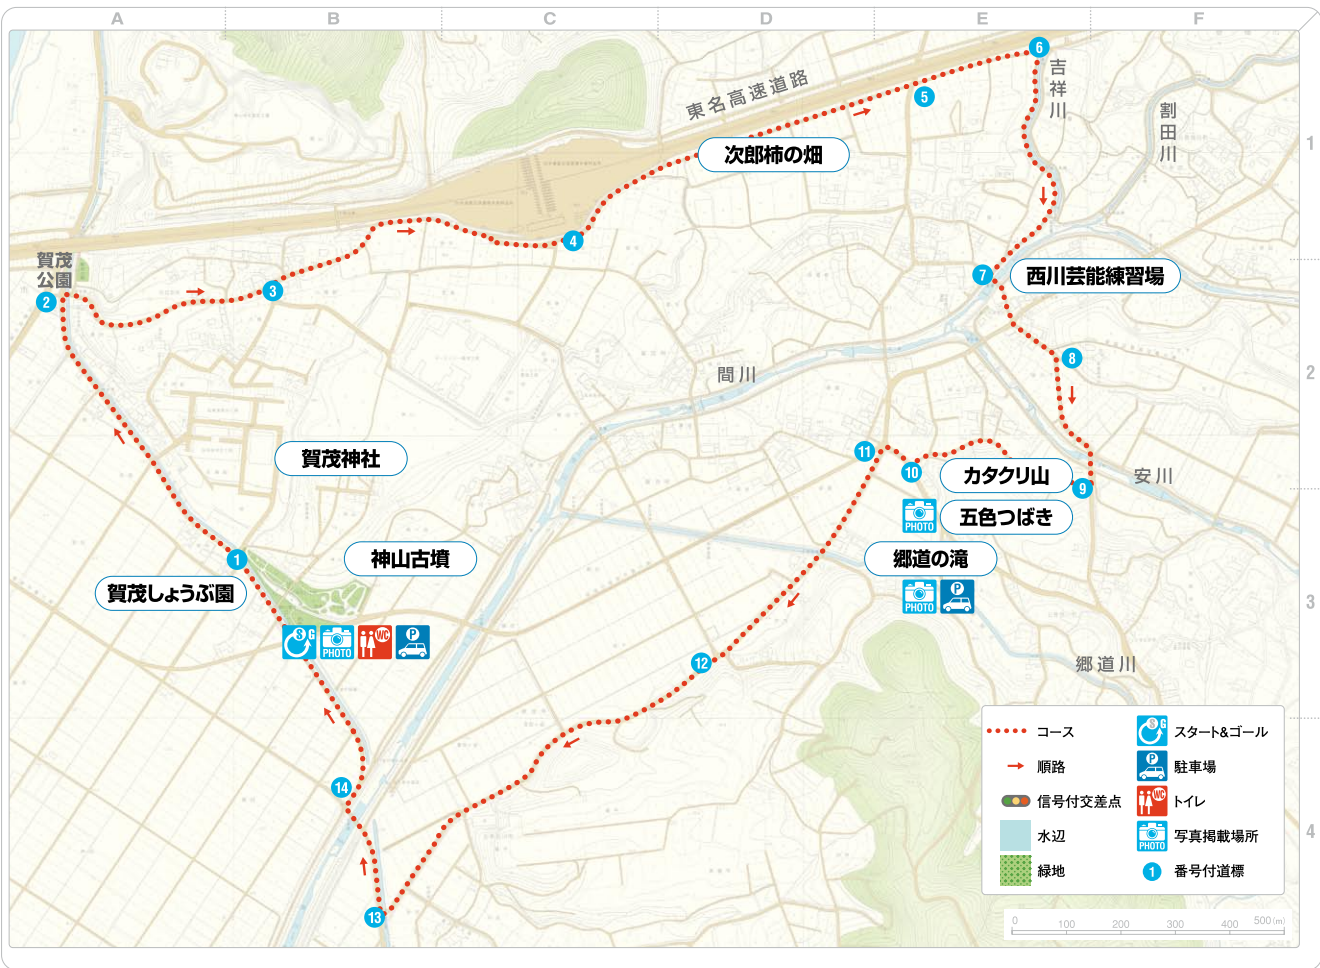 A
B
C
D
E
F
1
2
3
4
東名高速道路
吉祥川
割田川
次郎柿の畑
賀茂
公園
西川芸能練習場
間川
賀茂神社
カタクリ山
安川
五色つばき
神山古墳
郷道の滝
賀茂しょうぶ園
郷道川
6
5
4
7
3
2
8
11
10
9
1
12
14
13
PHOTO
PHOTO
P
S
G
PHOTO
WC
P
コース
S
G
スタート&ゴール
順路
P
駐車場
信号付交差点
WC
トイレ
水辺
PHOTO
写真掲載場所
緑地
1
番号付道標
0
100
200
300
400
500(m)